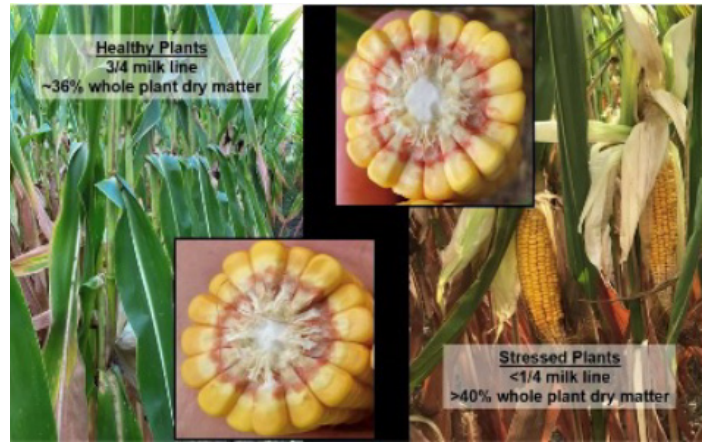 Healthy Plants
3/4 milk line
~36% whole plant dry matter
Stressed Plants
<1/4 milk line
>40% whole plant dry matter